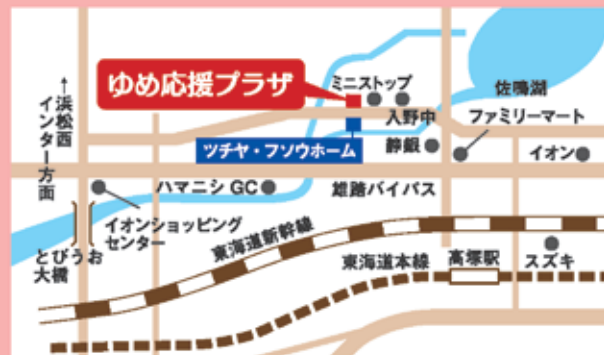 ゆめ応援プラザ
ミニストップ
佐鳴湖
↑浜松西
インター方面
入野中
ファミリーマート
ツチヤ・フソウホーム
静銀
イオン
ハマニシGC
雄踏バイパス
イオンショッピング
センター
とびうお
大橋
東海道新幹線
東海道本線
高塚駅
スズキ